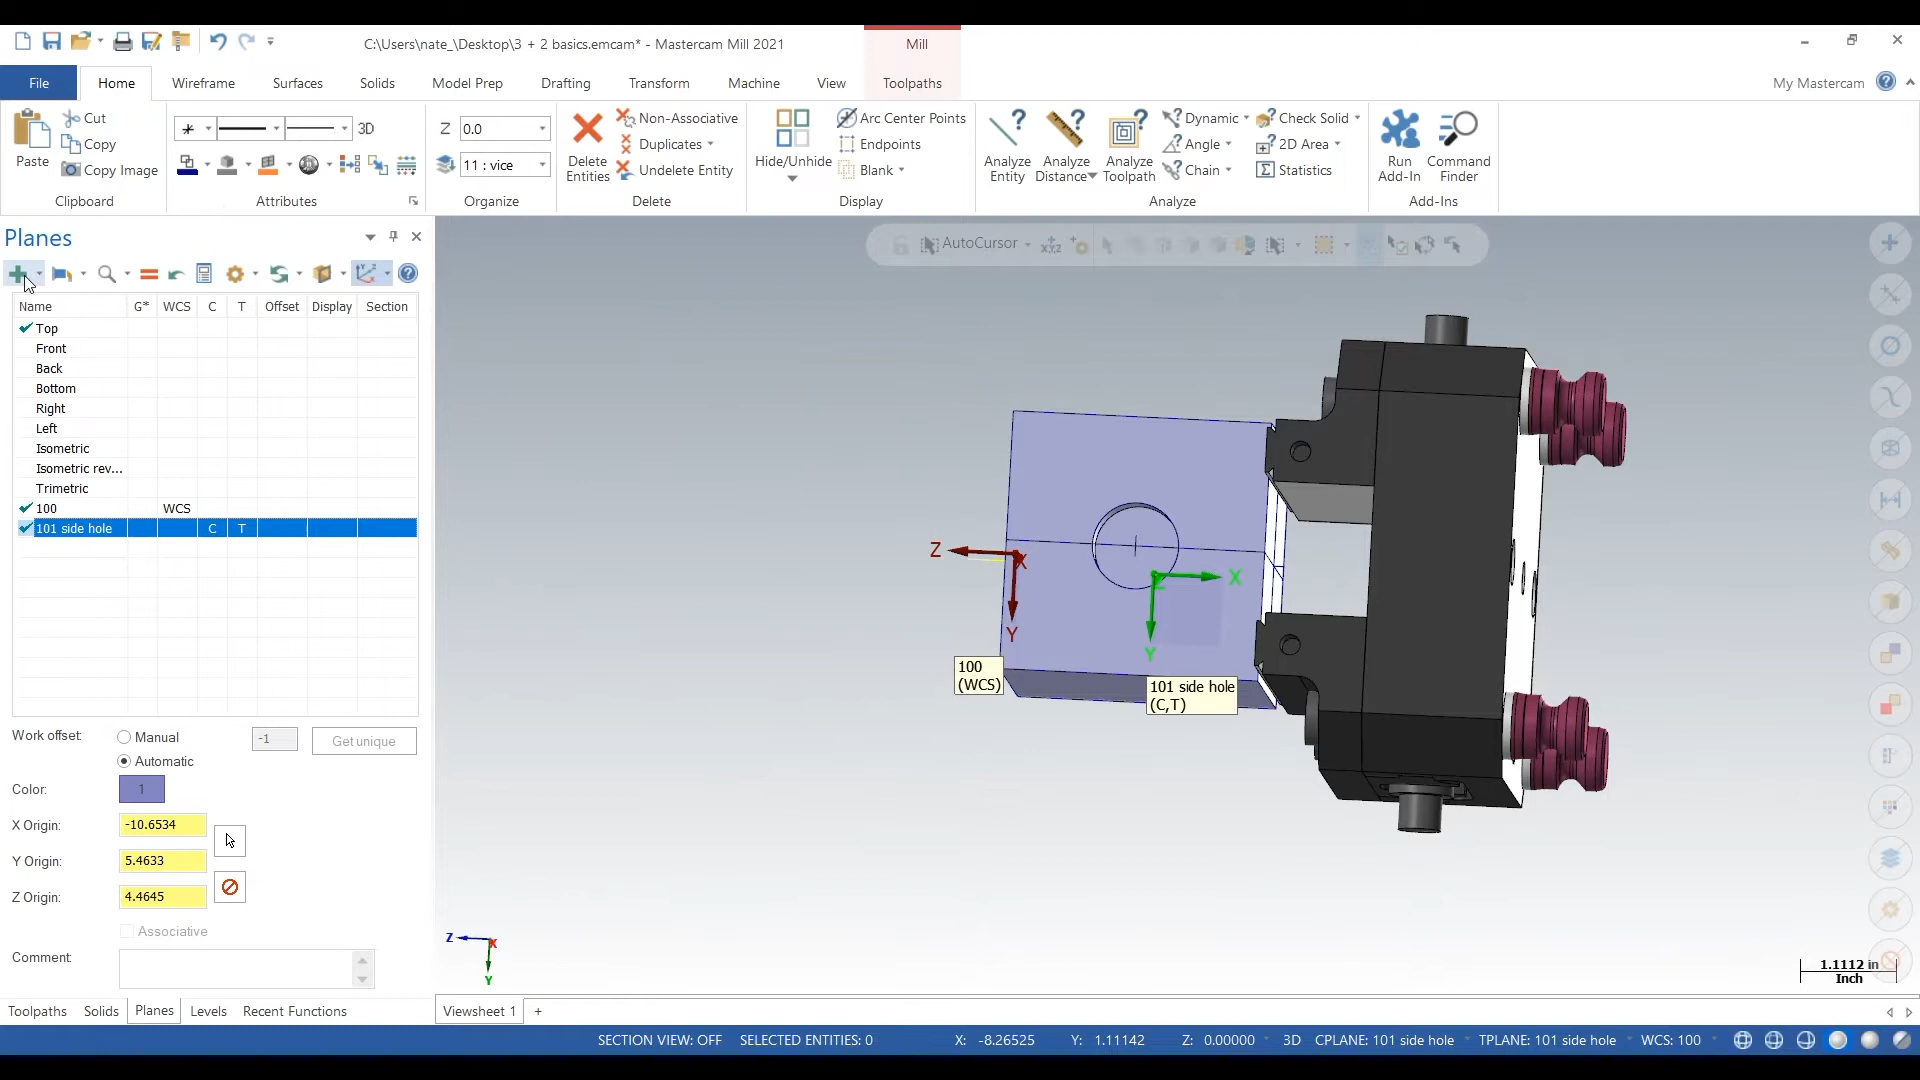 C:\Users\nate_\Desktop\3 + 2 basics.emcam* - Mastercam Mill 2021
Mill
File
Home
Wireframe
Surfaces
Solids
Model Prep
Drafting
Transform
Machine
View
Toolpaths
My Mastercam
Paste
Cut
Copy
Copy Image
Clipboard
3D
Attributes
Z
0.0
11 : vice
Organize
Delete
Entities
Non-Associative
Duplicates
Undelete Entity
Delete
Hide/Unhide
Arc Center Points
Endpoints
Blank
Display
Analyze
Entity
Analyze
Distance
Analyze
Toolpath
Dynamic
Angle
Chain
Check Solid
2D Area
Statistics
Analyze
Run
Add-In
Command
Finder
Add-Ins
Planes
AutoCursor
Name G* WCS C T Offset Display Section
Top
Front
Back
Bottom
Right
Left
Isometric
Isometric rev...
Trimetric
100 WCS
101 side hole C T
Work offset:
Manual
-1
Get unique
Automatic
Color:
1
X Origin:
-10.6534
Y Origin:
5.4633
Z Origin:
4.4645
Associative
Comment:
Z
X
Y
X
Y
100
(WCS)
101 side hole
(C,T)
Z
X
Y
1.1112 in
Inch
Toolpaths
Solids
Planes
Levels
Recent Functions
Viewsheet 1
+
SECTION VIEW: OFF SELECTED ENTITIES: 0 X: -8.26525 Y: 1.11142 Z: 0.00000 3D CPLANE: 101 side hole TPLANE: 101 side hole WCS: 100